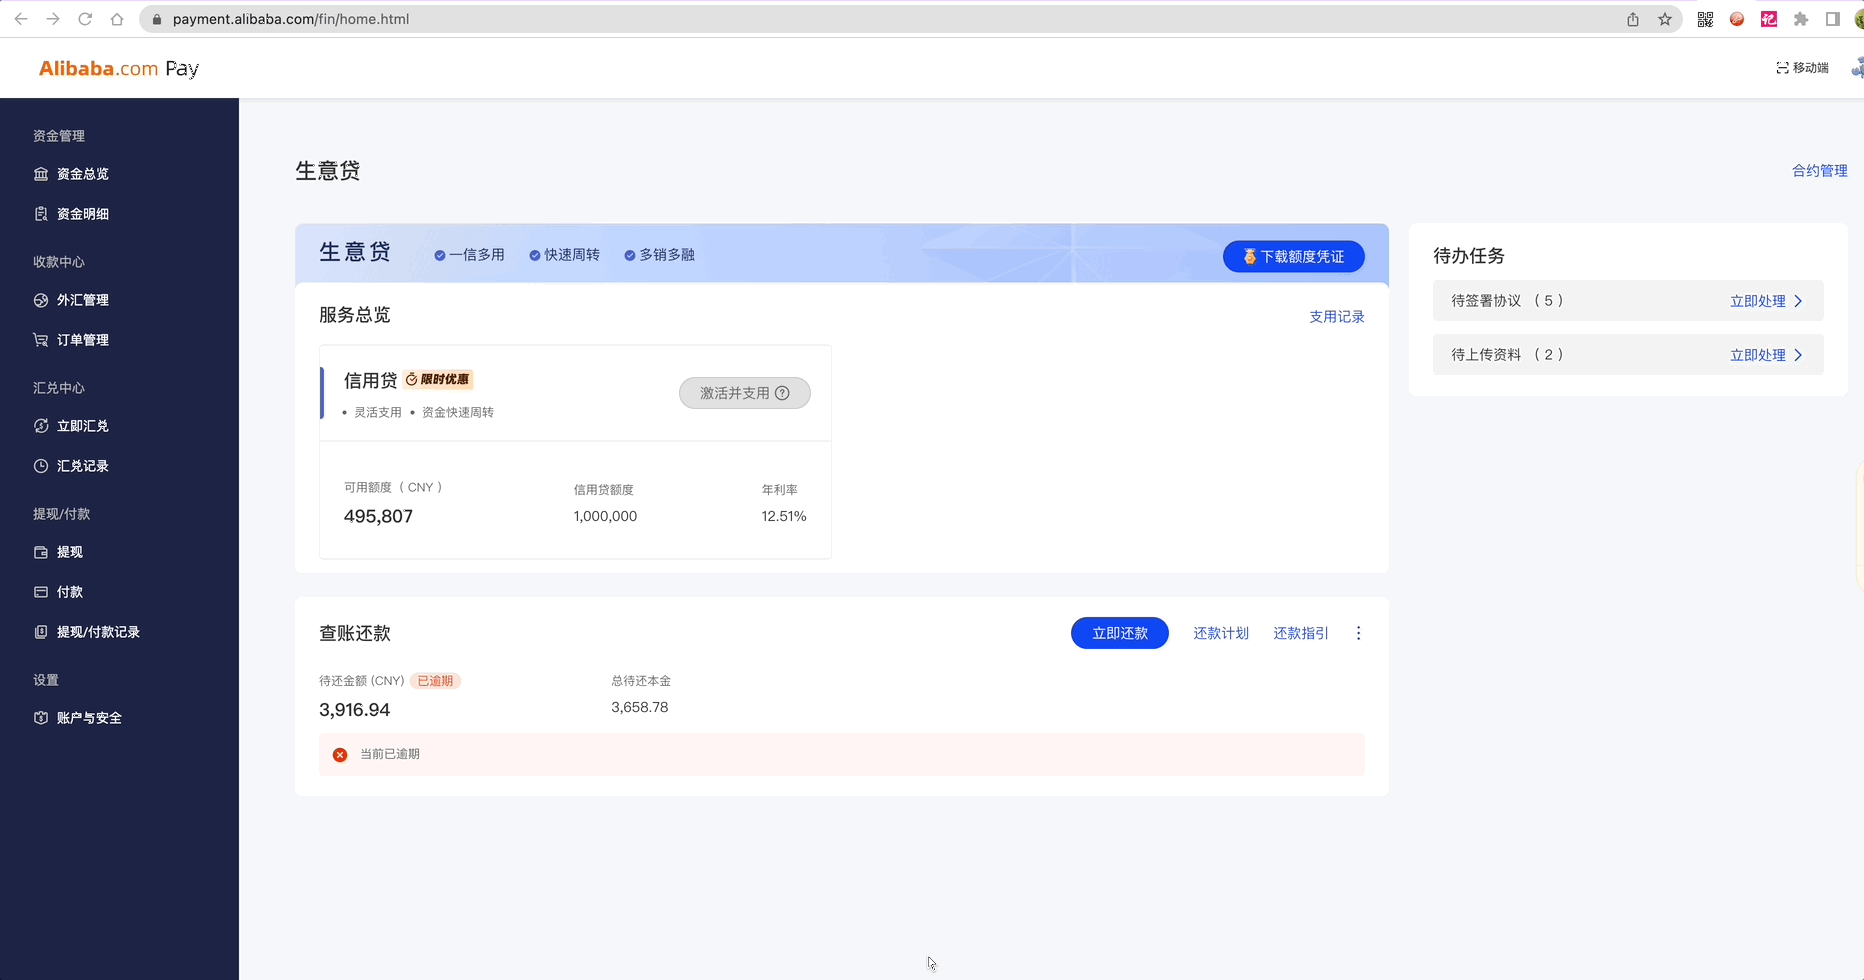 payment.alibaba.com/fin/home.html
记
Alibaba.com Pay
移动端
资金管理
资金总览
资金明细
收款中心
外汇管理
订单管理
汇兑中心
立即汇兑
汇兑记录
提现/付款
提现
付款
提现/付款记录
设置
账户与安全
生意贷
合约管理
生意贷 一信多用 快速周转 多销多融 下载额度凭证
服务总览 支用记录
信用贷 限时优惠 激活并支用
• 灵活支用 • 资金快速周转
可用额度（ CNY ） 信用贷额度 年利率
495,807 1,000,000 12.51%
查账还款 立即还款 还款计划 还款指引
待还金额 (CNY) 已逾期 总待还本金
3,916.94 3,658.78
当前已逾期
待办任务
待签署协议 （ 5 ） 立即处理
待上传资料 （ 2 ） 立即处理